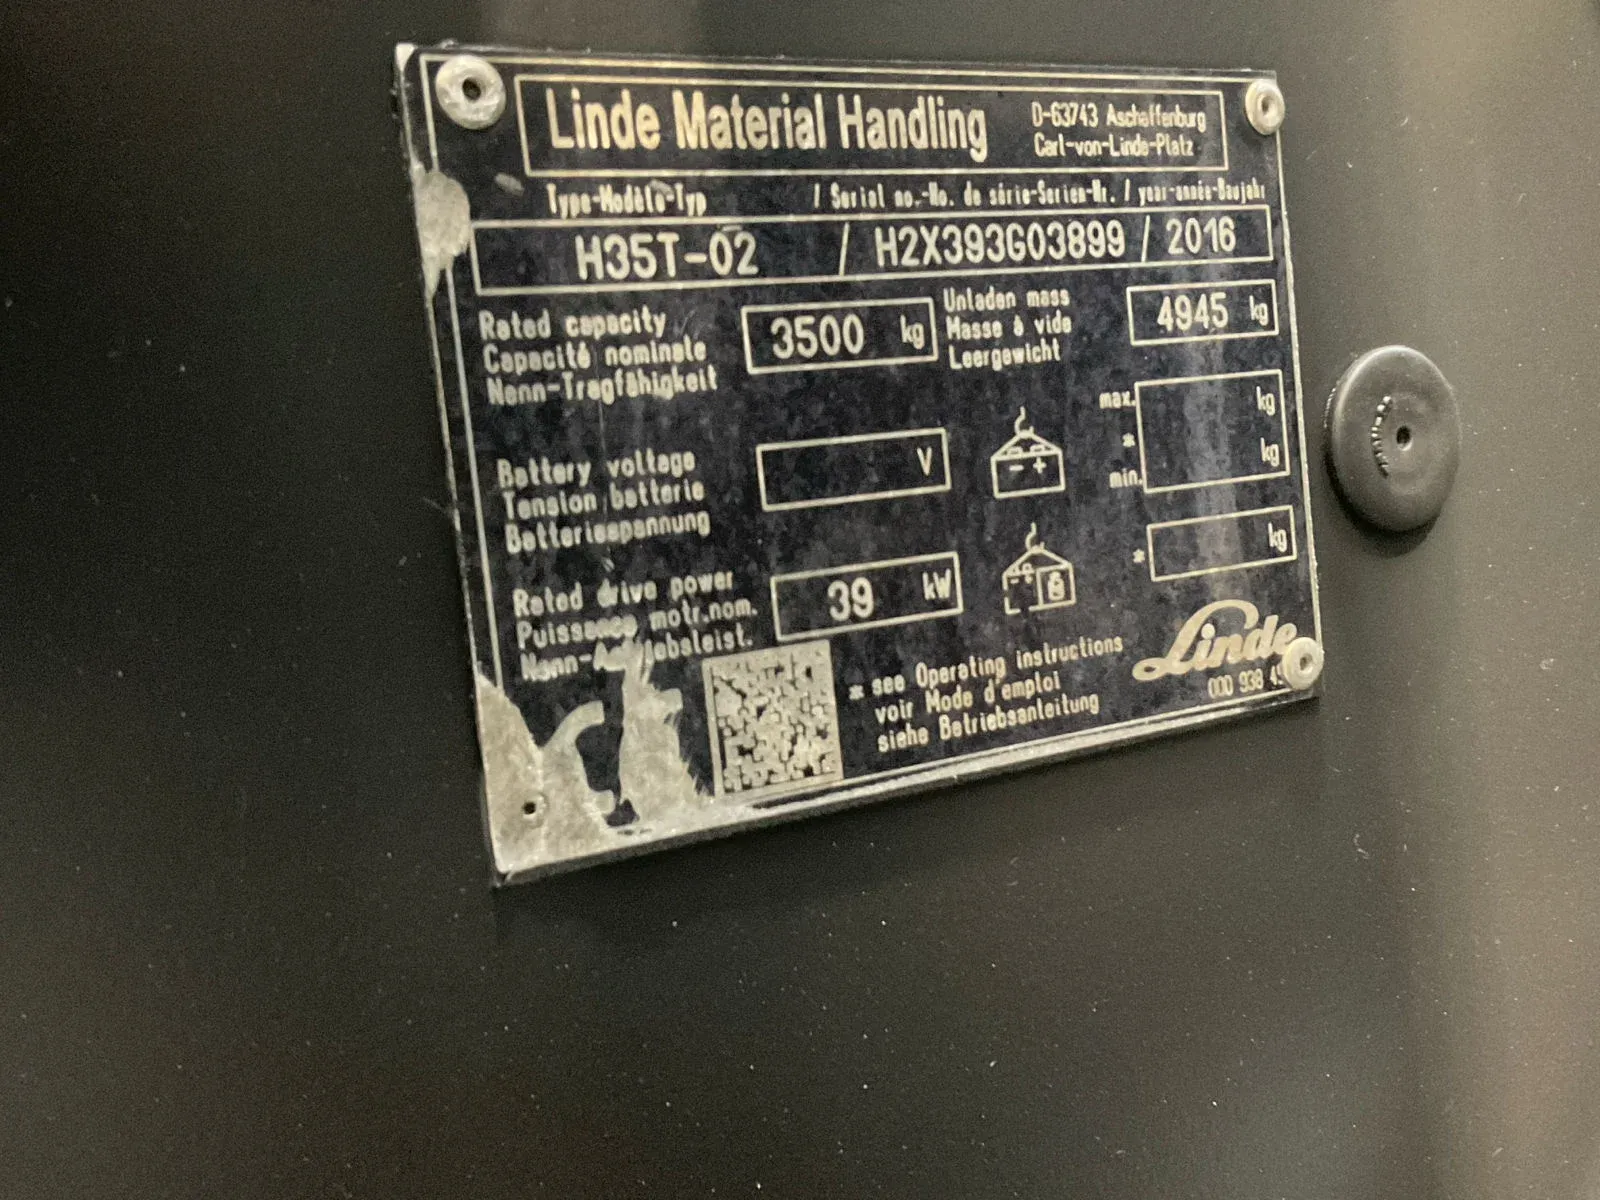 Linde Material Handling
D-63743 Aschaffenburg
Carl-von-Linde-Platz
Type-Modèle-Typ / Serial no.-No. de série-Serien-Nr. / year-année-Baujahr
H35T-02 / H2X393G03899 / 2016
Rated capacity
Capacité nominale
Nenn-Tragfähigkeit
3500 kg
Unladen mass
Masse à vide
Leergewicht
4945 kg
Battery voltage
Tension batterie
Batteriespannung
V
- +
max. kg
*
kg
min.
Rated drive power
Puissance motr.nom.
39 kW
- +
* kg
* see Operating instructions
voir Mode d'emploi
siehe Betriebsanleitung
Linde
000 938